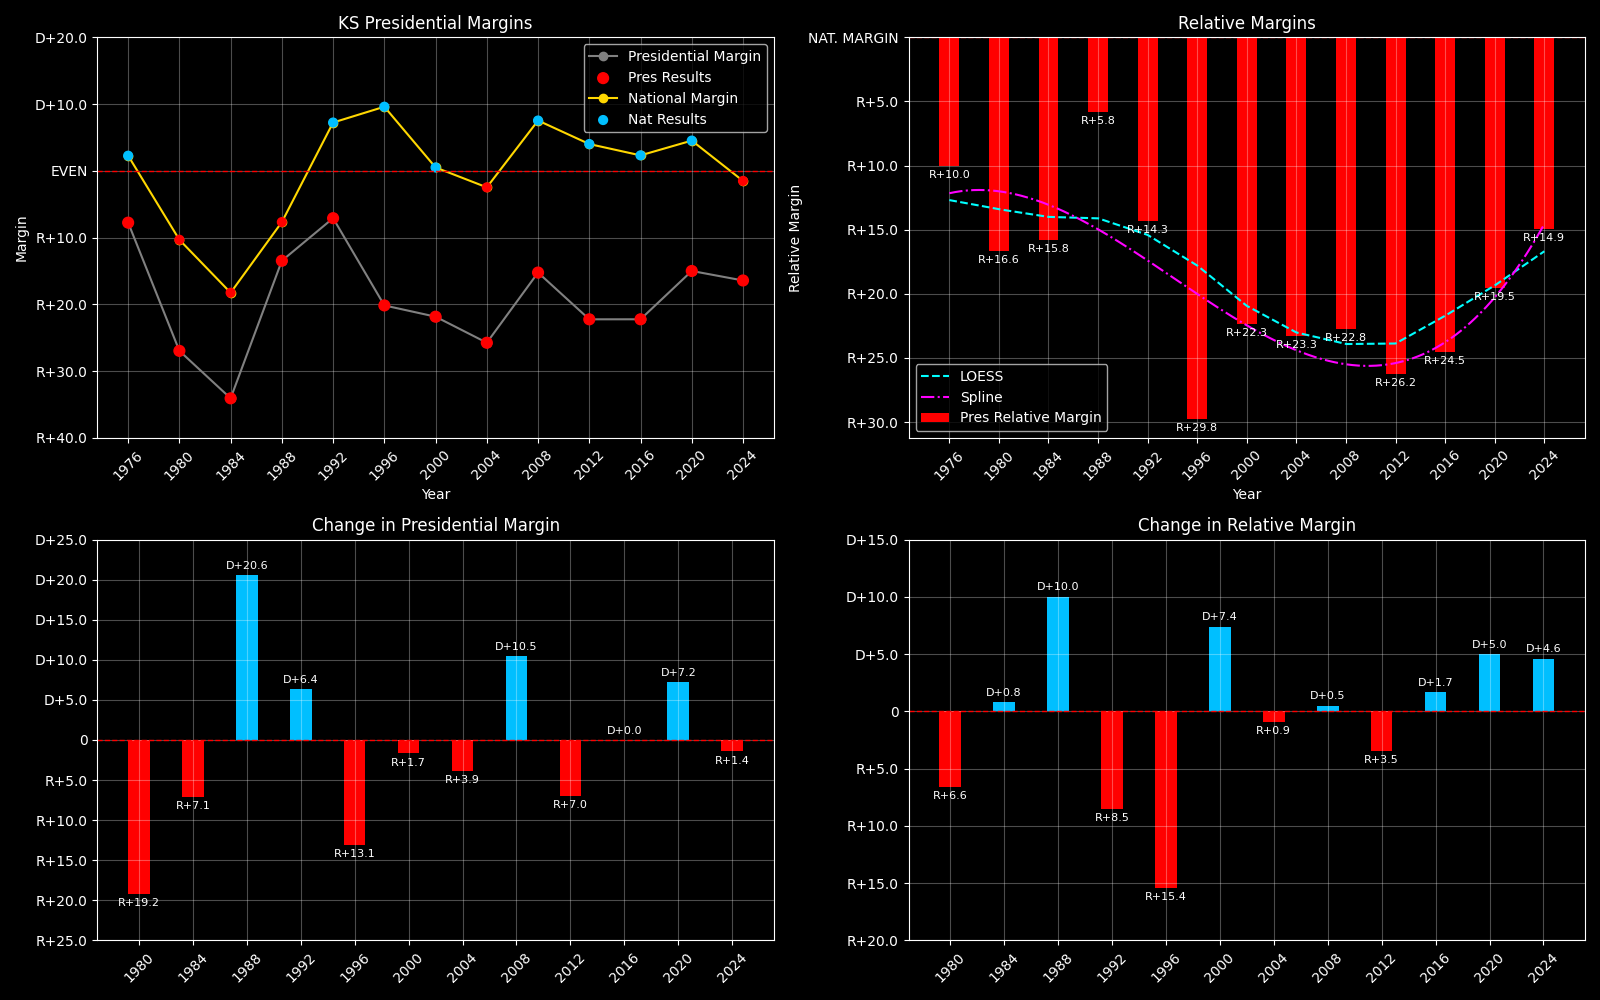 KS Presidential Margins
D+20.0
D+10.0
EVEN
R+10.0
R+20.0
R+30.0
R+40.0
Margin
Presidential Margin
Pres Results
National Margin
Nat Results
1976
1980
1984
1988
1992
1996
2000
2004
2008
2012
2016
2020
2024
Year
Relative Margins
NAT. MARGIN
R+5.0
R+10.0
R+15.0
R+20.0
R+25.0
R+30.0
Relative Margin
R+10.0
R+16.6
R+15.8
R+5.8
R+14.3
R+29.8
R+22.3
R+23.3
R+22.8
R+26.2
R+24.5
R+19.5
R+14.9
LOESS
Spline
Pres Relative Margin
1976
1980
1984
1988
1992
1996
2000
2004
2008
2012
2016
2020
2024
Year
Change in Presidential Margin
D+25.0
D+20.0
D+15.0
D+10.0
D+5.0
0
R+5.0
R+10.0
R+15.0
R+20.0
R+25.0
R+19.2
R+7.1
D+20.6
D+6.4
R+13.1
R+1.7
R+3.9
D+10.5
R+7.0
D+0.0
D+7.2
R+1.4
1980
1984
1988
1992
1996
2000
2004
2008
2012
2016
2020
2024
Change in Relative Margin
D+15.0
D+10.0
D+5.0
0
R+5.0
R+10.0
R+15.0
R+20.0
R+6.6
D+0.8
D+10.0
R+8.5
R+15.4
D+7.4
R+0.9
D+0.5
R+3.5
D+1.7
D+5.0
D+4.6
1980
1984
1988
1992
1996
2000
2004
2008
2012
2016
2020
2024